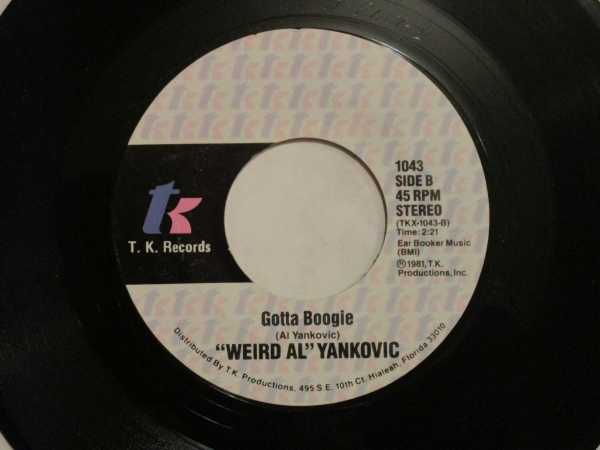 tk
T. K. Records
1043
SIDE B
45 RPM
STEREO
(TKX-1043-B)
Time: 2:21
Ear Booker Music
(BMI)
℗1981, T.K.
Productions, Inc.
Gotta Boogie
(Al Yankovic)
“WEIRD AL” YANKOVIC
Distributed By T.K. Productions, 495 S.E. 10th Ct. Hialeah, Florida 33010